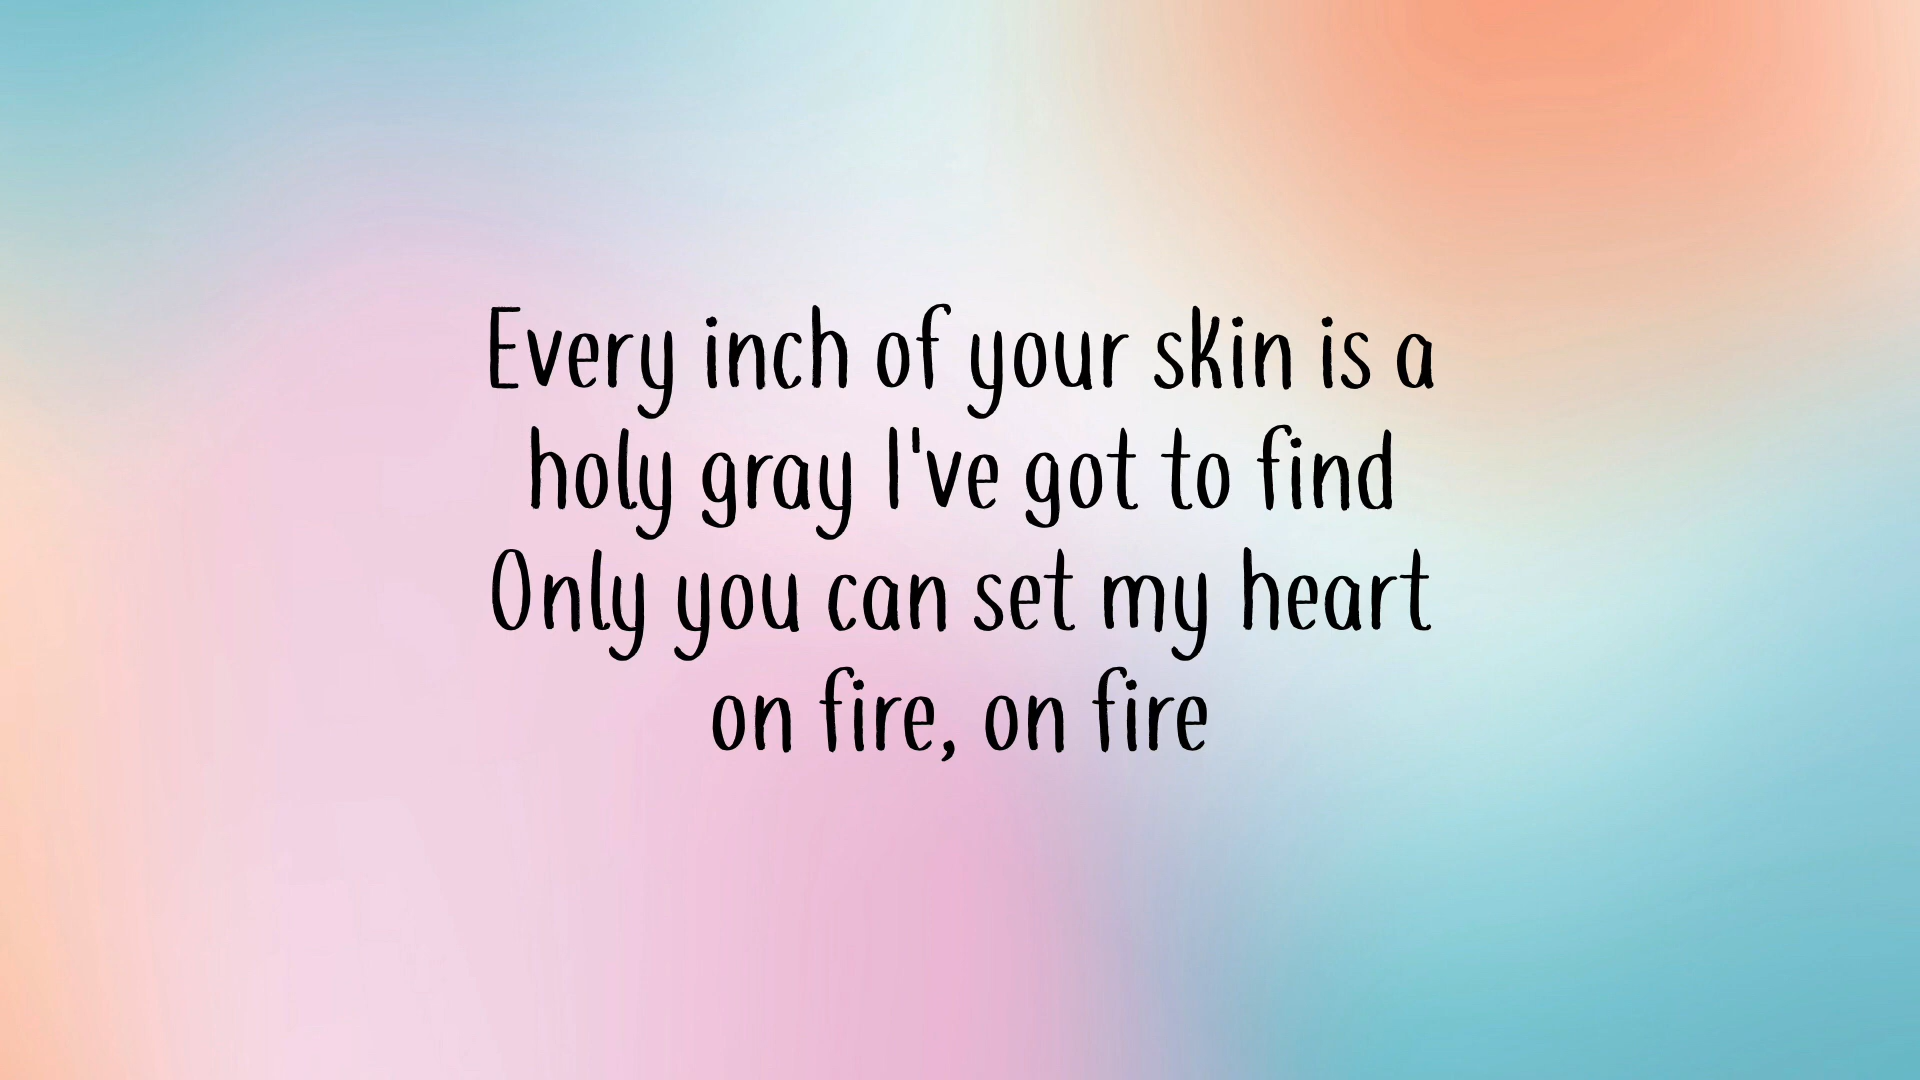 Every inch of your skin is a
holy gray I've got to find
Only you can set my heart
on fire, on fire